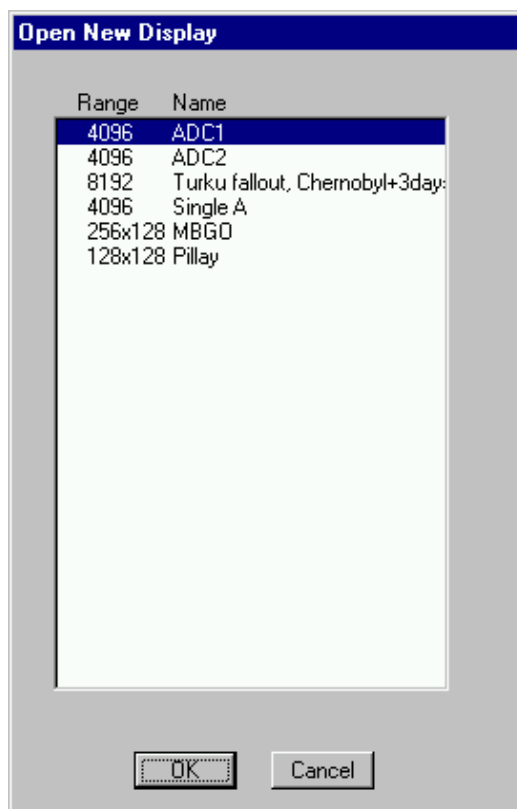 Open New Display
Range Name
4096 ADC1
4096 ADC2
8192 Turku fallout, Chernobyl+3days
4096 Single A
256x128 MBGO
128x128 Pillay
OK Cancel